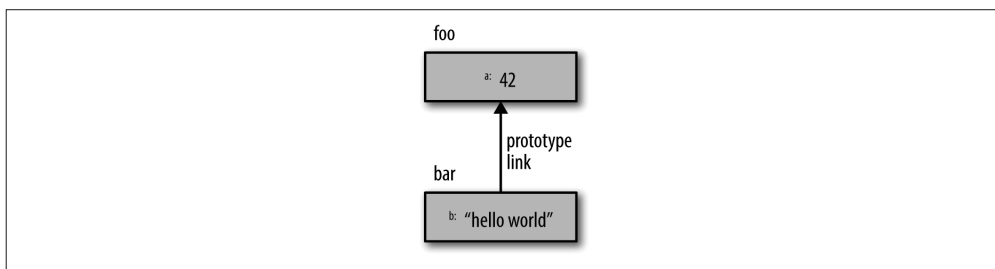 foo
a: 42
prototype
link
bar
b: “hello world”